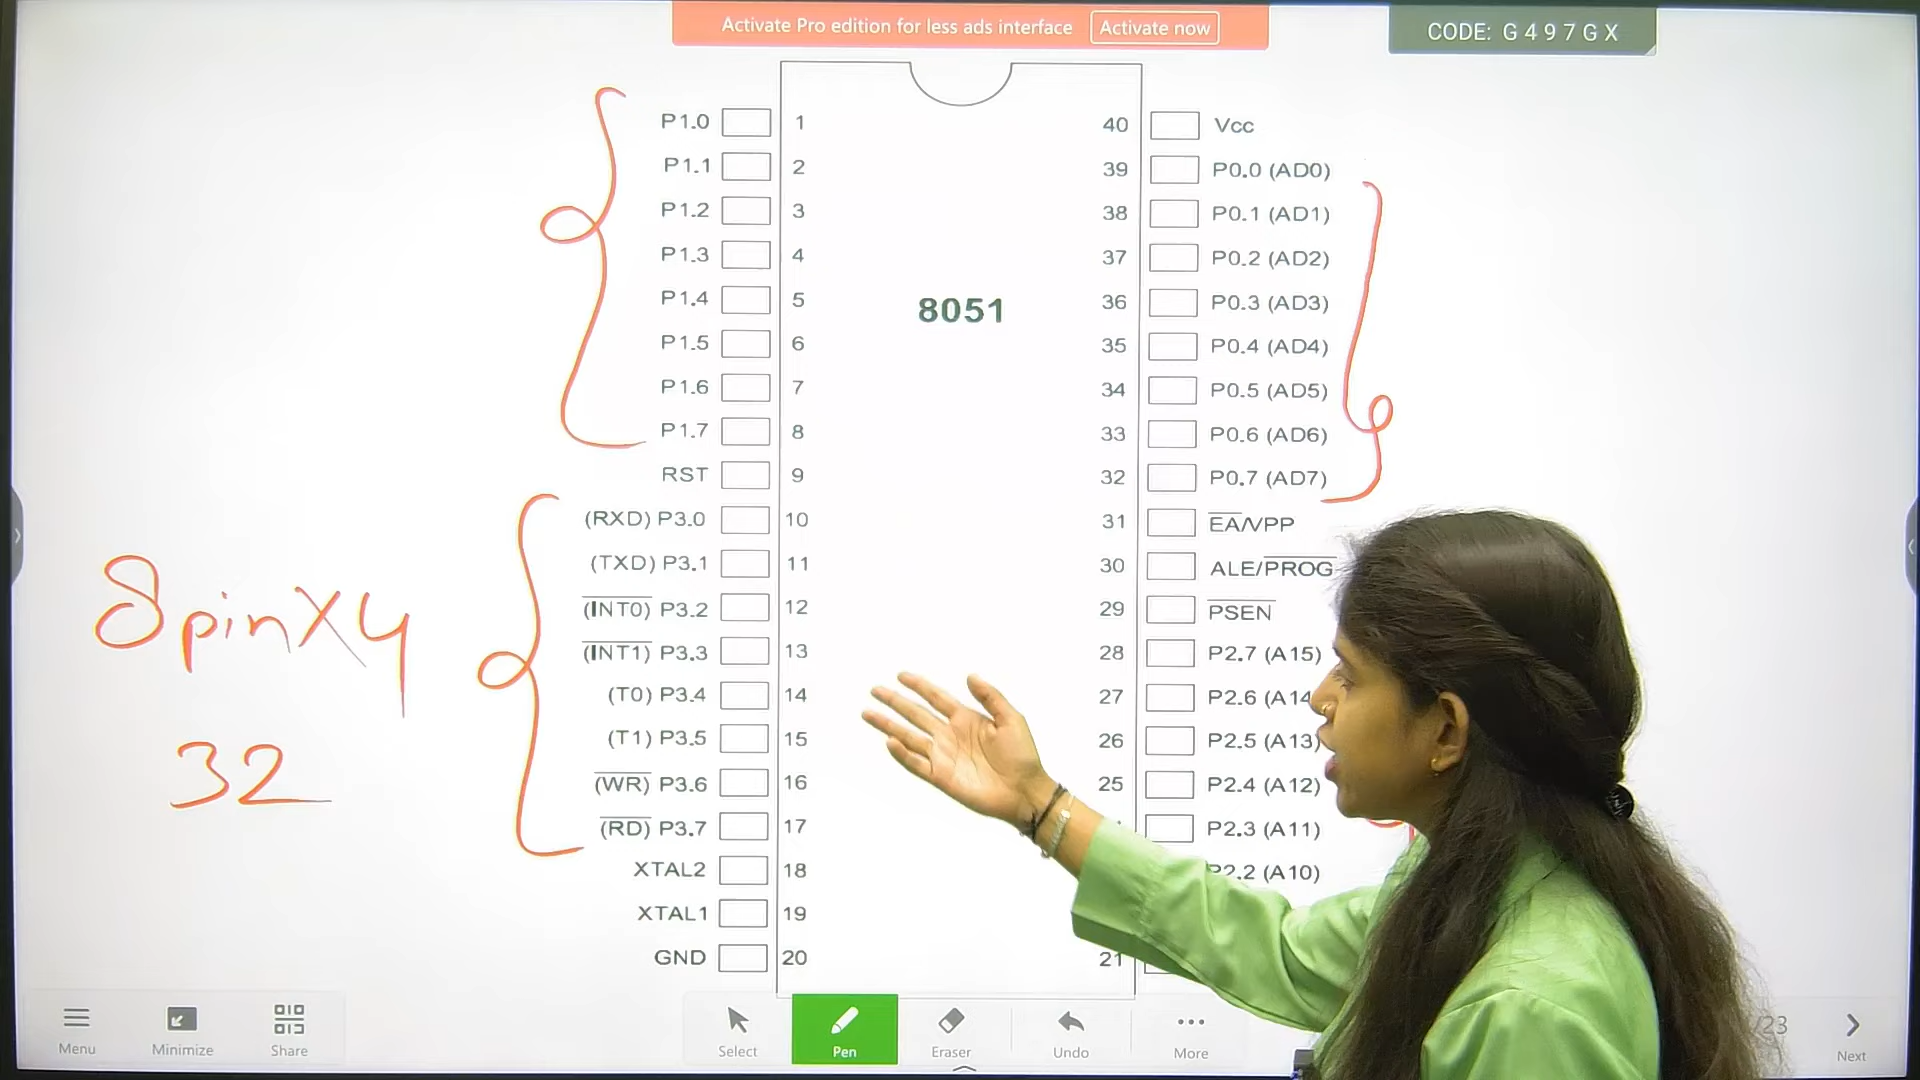 Activate Pro edition for less ads interface Activate now
CODE: G 4 9 7 G X
P1.0 1
P1.1 2
P1.2 3
P1.3 4
P1.4 5
P1.5 6
P1.6 7
P1.7 8
RST 9
(RXD) P3.0 10
(TXD) P3.1 11
(INT0) P3.2 12
(INT1) P3.3 13
(T0) P3.4 14
(T1) P3.5 15
(WR) P3.6 16
(RD) P3.7 17
XTAL2 18
XTAL1 19
GND 20
8051
40 Vcc
39 P0.0 (AD0)
38 P0.1 (AD1)
37 P0.2 (AD2)
36 P0.3 (AD3)
35 P0.4 (AD4)
34 P0.5 (AD5)
33 P0.6 (AD6)
32 P0.7 (AD7)
31 EA/VPP
30 ALE/PROG
29 PSEN
28 P2.7 (A15)
27 P2.6 (A14
26 P2.5 (A13)
25 P2.4 (A12)
P2.3 (A11)
P2.2 (A10)
21
8pinX4
32
Menu Minimize Share Select Pen Eraser Undo More Next
/23